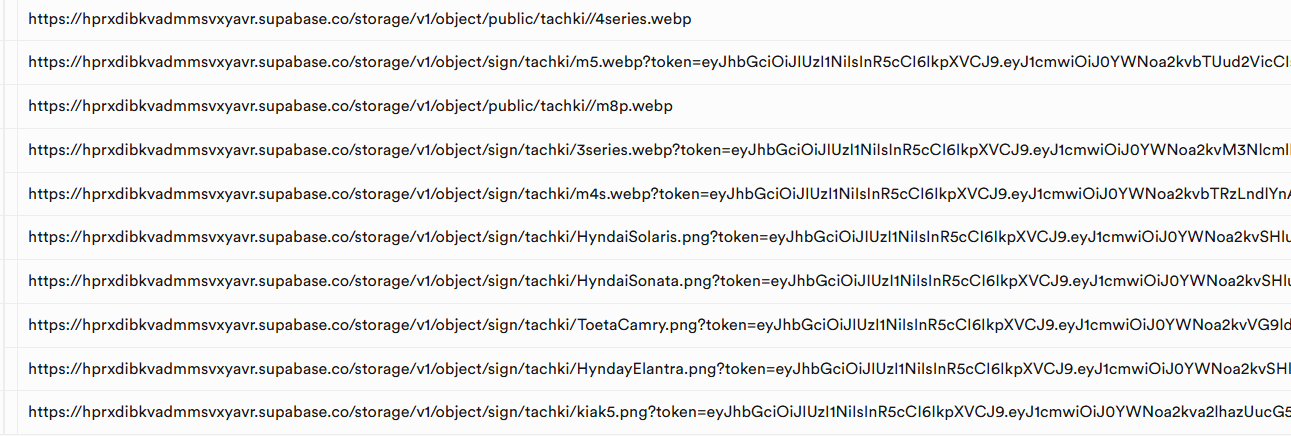 https://hprxdibkvadmmsvxyavr.supabase.co/storage/v1/object/public/tachki//4series.webp
https://hprxdibkvadmmsvxyavr.supabase.co/storage/v1/object/sign/tachki/m5.webp?token=eyJhbGciOiJIUzI1NiIsInR5cCI6IkpXVCJ9.eyJ1cmwiOiJ0YWNoa2kvbTUud2VicCIs
https://hprxdibkvadmmsvxyavr.supabase.co/storage/v1/object/public/tachki//m8p.webp
https://hprxdibkvadmmsvxyavr.supabase.co/storage/v1/object/sign/tachki/3series.webp?token=eyJhbGciOiJIUzI1NiIsInR5cCI6IkpXVCJ9.eyJ1cmwiOiJ0YWNoa2kvM3Nlcmll
https://hprxdibkvadmmsvxyavr.supabase.co/storage/v1/object/sign/tachki/m4s.webp?token=eyJhbGciOiJIUzI1NiIsInR5cCI6IkpXVCJ9.eyJ1cmwiOiJ0YWNoa2kvbTRzLndlYnA
https://hprxdibkvadmmsvxyavr.supabase.co/storage/v1/object/sign/tachki/HyndaiSolaris.png?token=eyJhbGciOiJIUzI1NiIsInR5cCI6IkpXVCJ9.eyJ1cmwiOiJ0YWNoa2kvSHlu
https://hprxdibkvadmmsvxyavr.supabase.co/storage/v1/object/sign/tachki/HyndaiSonata.png?token=eyJhbGciOiJIUzI1NiIsInR5cCI6IkpXVCJ9.eyJ1cmwiOiJ0YWNoa2kvSHlu
https://hprxdibkvadmmsvxyavr.supabase.co/storage/v1/object/sign/tachki/ToetaCamry.png?token=eyJhbGciOiJIUzI1NiIsInR5cCI6IkpXVCJ9.eyJ1cmwiOiJ0YWNoa2kvVG9ld
https://hprxdibkvadmmsvxyavr.supabase.co/storage/v1/object/sign/tachki/HyndayElantra.png?token=eyJhbGciOiJIUzI1NiIsInR5cCI6IkpXVCJ9.eyJ1cmwiOiJ0YWNoa2kvSHl
https://hprxdibkvadmmsvxyavr.supabase.co/storage/v1/object/sign/tachki/kiak5.png?token=eyJhbGciOiJIUzI1NiIsInR5cCI6IkpXVCJ9.eyJ1cmwiOiJ0YWNoa2kva2lhazUucG5